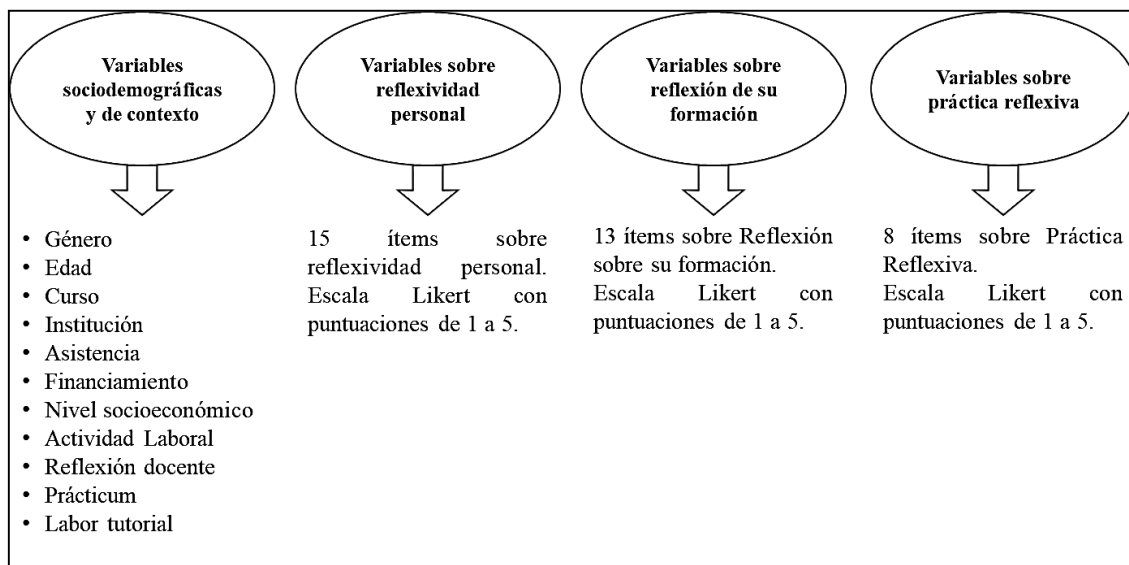 Variables
sociodemográficas
y de contexto
Variables sobre
reflexividad
personal
Variables sobre
reflexión de su
formación
Variables sobre
práctica reflexiva
• Género
• Edad
• Curso
• Institución
• Asistencia
• Financiamiento
• Nivel socioeconómico
• Actividad Laboral
• Reflexión docente
• Prácticum
• Labor tutorial
15 ítems sobre
reflexividad personal.
Escala Likert con
puntuaciones de 1 a 5.
13 ítems sobre Reflexión
sobre su formación.
Escala Likert con
puntuaciones de 1 a 5.
8 ítems sobre Práctica
Reflexiva.
Escala Likert con
puntuaciones de 1 a 5.